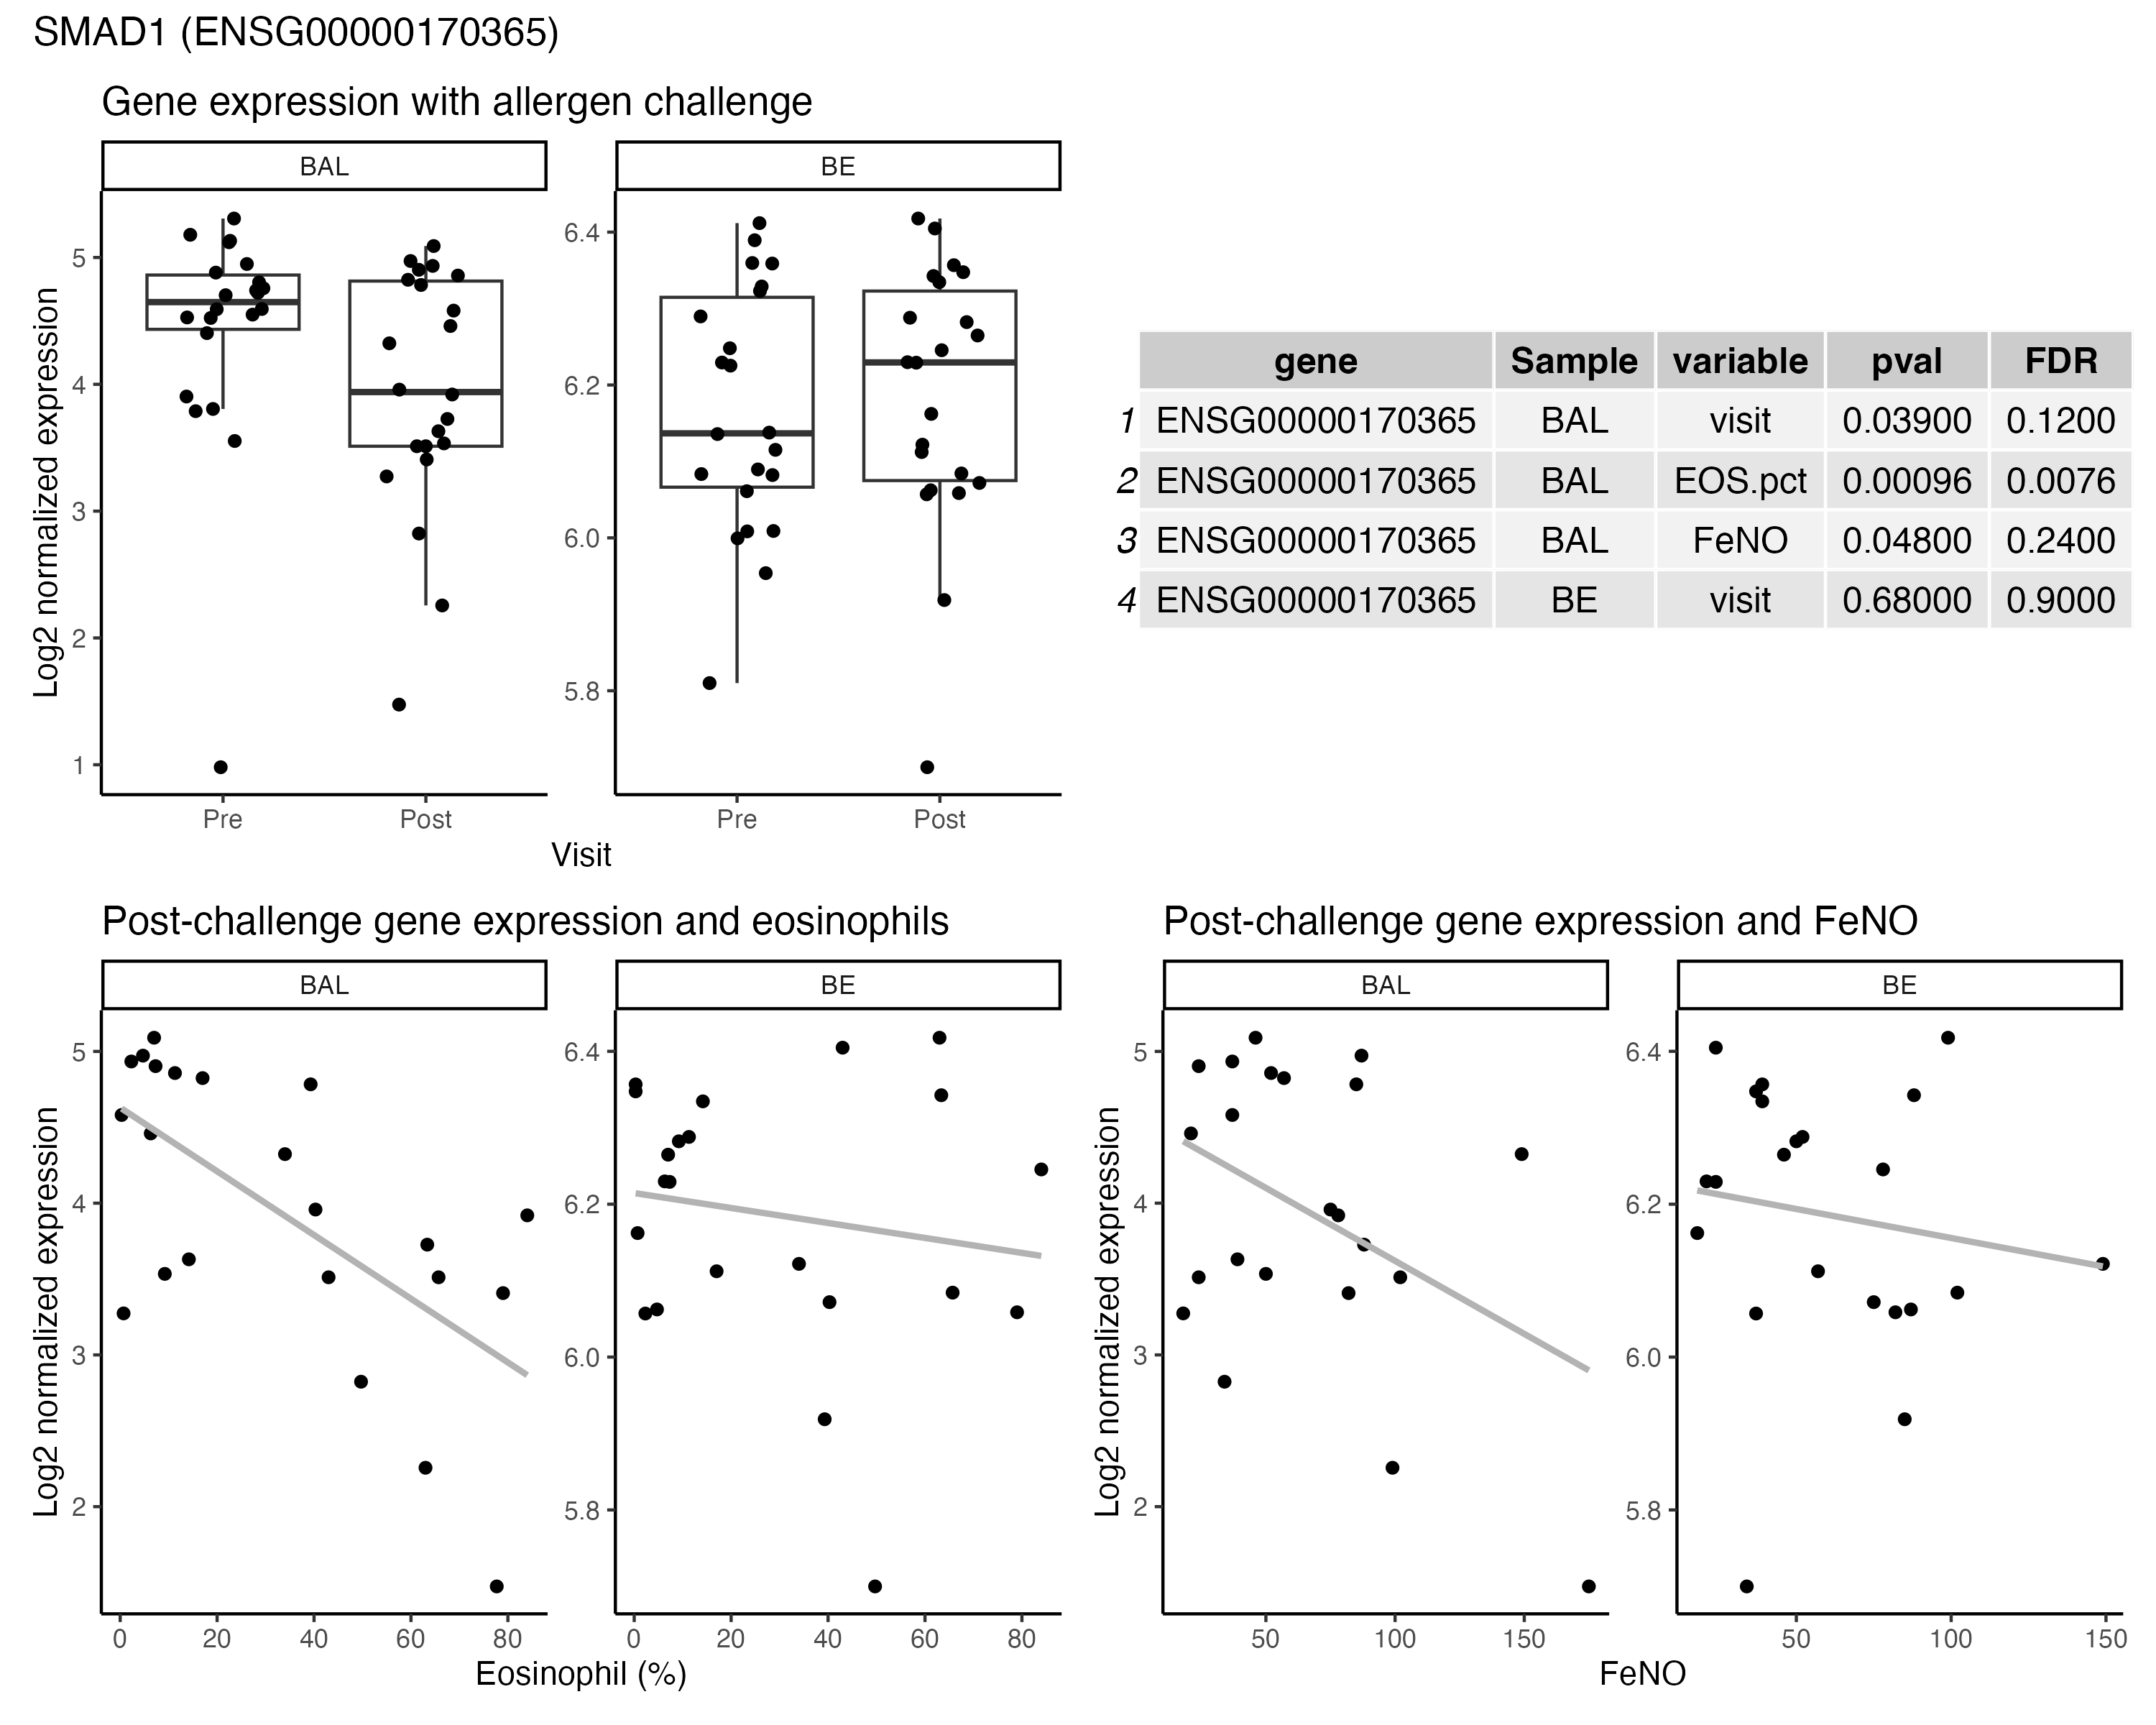 SMAD1 (ENSG00000170365)
Gene expression with allergen challenge
BAL BE
Log2 normalized expression
5
4
3
2
1
6.4
6.2
6.0
5.8
Pre Post Pre Post
Visit
gene Sample variable pval FDR
1 ENSG00000170365 BAL visit 0.03900 0.1200
2 ENSG00000170365 BAL EOS.pct 0.00096 0.0076
3 ENSG00000170365 BAL FeNO 0.04800 0.2400
4 ENSG00000170365 BE visit 0.68000 0.9000
Post-challenge gene expression and eosinophils
BAL BE
Log2 normalized expression
5
4
3
2
6.4
6.2
6.0
5.8
0 20 40 60 80 0 20 40 60 80
Eosinophil (%)
Post-challenge gene expression and FeNO
BAL BE
Log2 normalized expression
5
4
3
2
6.4
6.2
6.0
5.8
50 100 150 50 100 150
FeNO